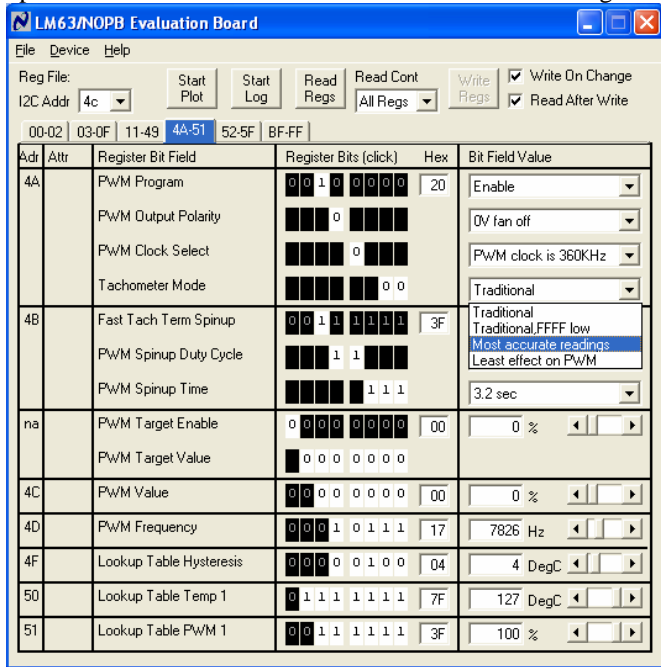 LM63/NOPB Evaluation Board
File Device Help
Reg File:
I2C Addr 4c
Start Plot
Start Log
Read Regs
Read Cont
All Regs
Write Regs
Write On Change
Read After Write
00-02 03-0F 11-49 4A-51 52-5F BF-FF
Adr Attr Register Bit Field Register Bits (click) Hex Bit Field Value
4A PWM Program 0 0 1 0 0 0 0 0 20 Enable
PWM Output Polarity 0 0V fan off
PWM Clock Select 0 PWM clock is 360KHz
Tachometer Mode 0 0 Traditional
Traditional
Traditional,FFFF low
Most accurate readings
Least effect on PWM
4B Fast Tach Term Spinup 0 0 1 1 1 1 1 1 3F
PWM Spinup Duty Cycle 1 1
PWM Spinup Time 1 1 1 3.2 sec
na PWM Target Enable 0 0 0 0 0 0 0 0 00 0 %
PWM Target Value 0 0 0 0 0 0 0
4C PWM Value 0 0 0 0 0 0 0 0 00 0 %
4D PWM Frequency 0 0 0 1 0 1 1 1 17 7826 Hz
4F Lookup Table Hysteresis 0 0 0 0 0 1 0 0 04 4 DegC
50 Lookup Table Temp 1 0 1 1 1 1 1 1 1 7F 127 DegC
51 Lookup Table PWM 1 0 0 1 1 1 1 1 1 3F 100 %